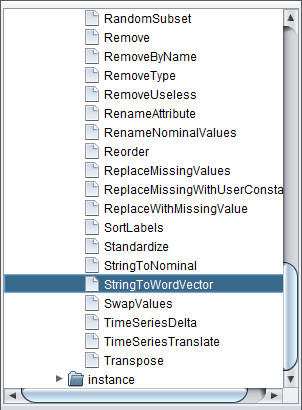 RandomSubset
Remove
RemoveByName
RemoveType
RemoveUseless
RenameAttribute
RenameNominalValues
Reorder
ReplaceMissingValues
ReplaceMissingWithUserConsta
ReplaceWithMissingValue
SortLabels
Standardize
StringToNominal
StringToWordVector
SwapValues
TimeSeriesDelta
TimeSeriesTranslate
Transpose
instance